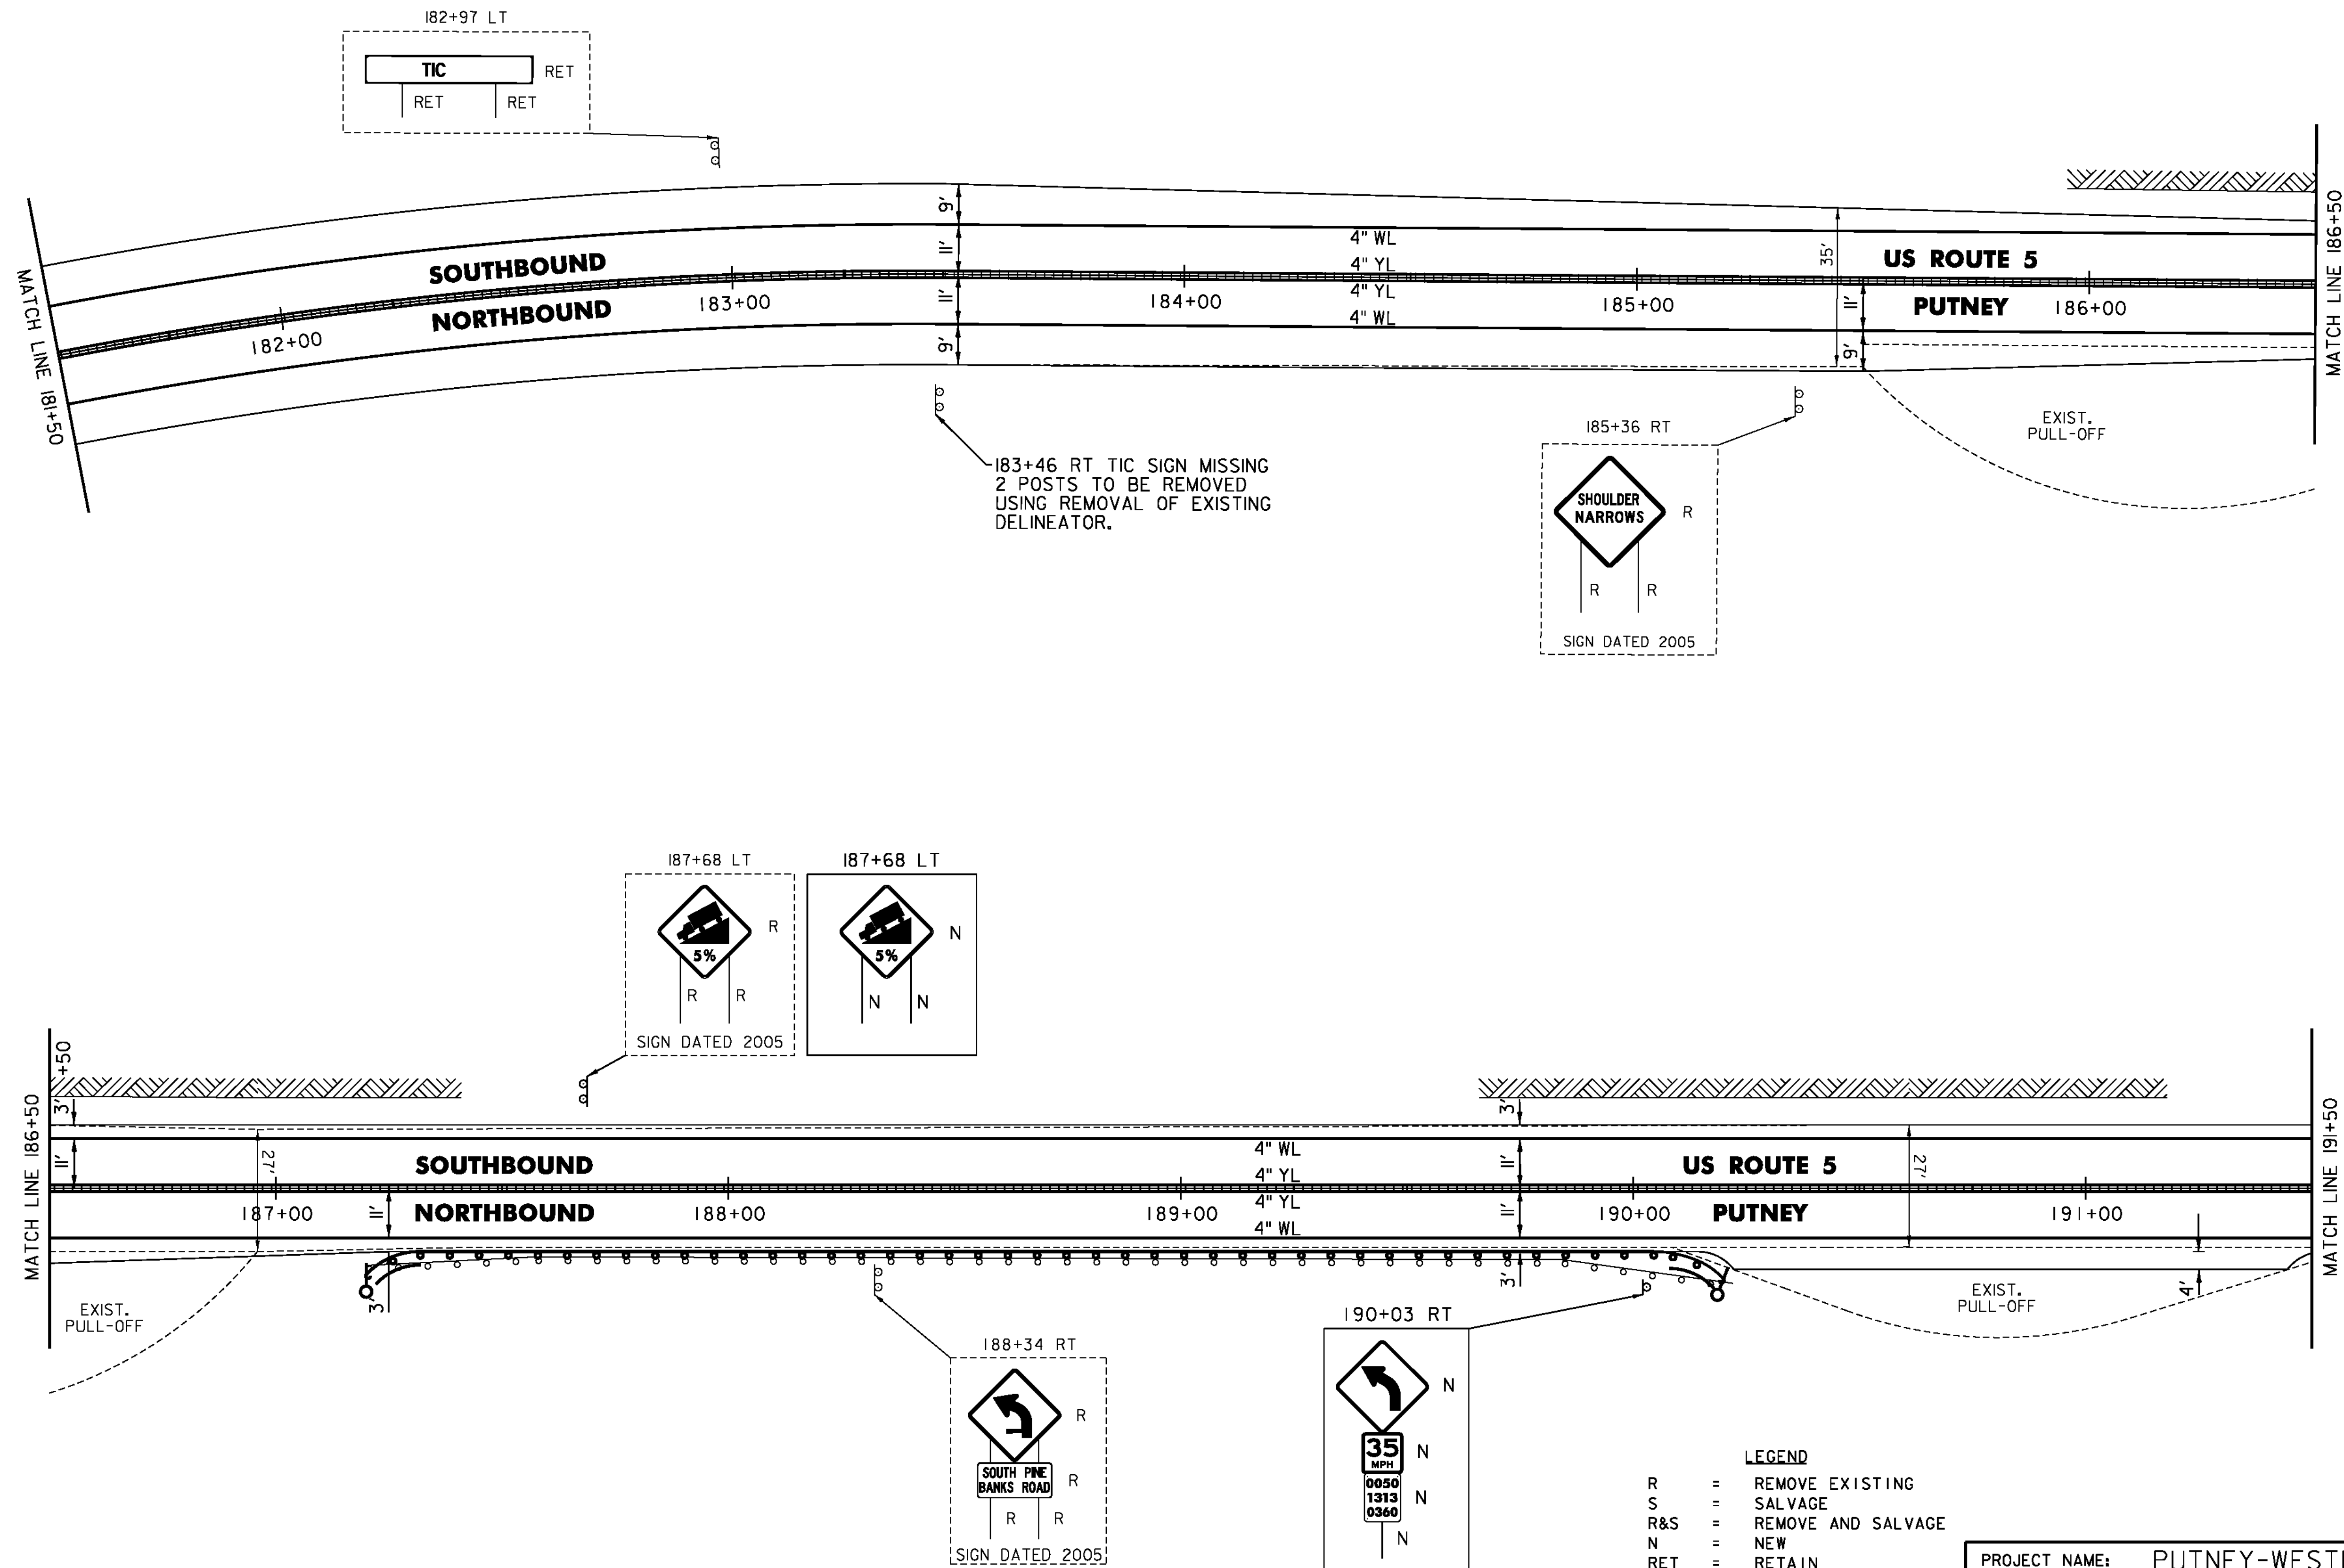 182+97 LT
TIC RET
RET RET
MATCH LINE 181+50
9'
11'
11'
9'
SOUTHBOUND
NORTHBOUND
182+00
183+00
184+00
185+00
186+00
4" WL
4" YL
4" YL
4" WL
35'
US ROUTE 5
PUTNEY
11'
9'
MATCH LINE 186+50
EXIST.
PULL-OFF
183+46 RT TIC SIGN MISSING
2 POSTS TO BE REMOVED
USING REMOVAL OF EXISTING
DELINEATOR.
185+36 RT
SHOULDER
NARROWS
R
R R
SIGN DATED 2005
187+68 LT
R
5%
R R
SIGN DATED 2005
187+68 LT
N
5%
N N
MATCH LINE 186+50
+50
3'
11'
27'
SOUTHBOUND
NORTHBOUND
11'
3'
187+00
188+00
189+00
190+00
191+00
4" WL
4" YL
4" YL
4" WL
3'
11'
11'
3'
US ROUTE 5
PUTNEY
27'
4'
MATCH LINE 191+50
EXIST.
PULL-OFF
EXIST.
PULL-OFF
188+34 RT
R
SOUTH PINE
BANKS ROAD
R
R R
SIGN DATED 2005
190+03 RT
N
35
MPH
N
0050
1313
0360
N
N
LEGEND
R = REMOVE EXISTING
S = SALVAGE
R&S = REMOVE AND SALVAGE
N = NEW
RET = RETAIN
PROJECT NAME: